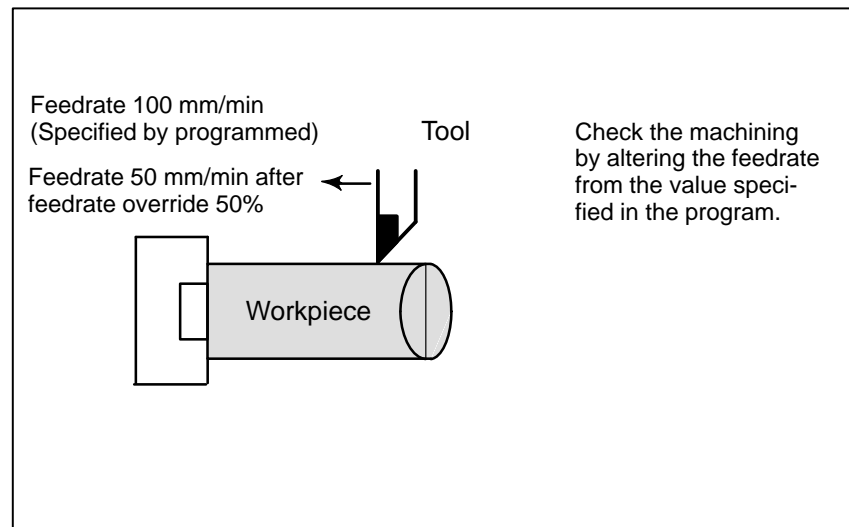 Feedrate 100 mm/min
(Specified by programmed)
Feedrate 50 mm/min after
feedrate override 50%
Tool
Workpiece
Check the machining
by altering the feedrate
from the value speci-
fied in the program.